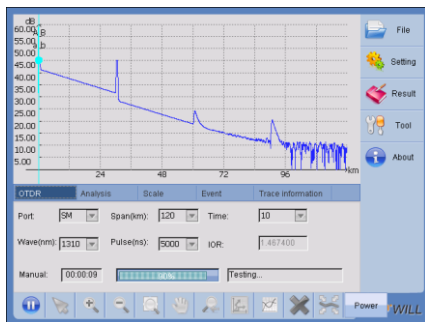 dB
60.00 A B
55.00
50.00 a b
45.00
40.00
35.00
30.00
25.00
20.00
15.00
10.00
5.00
24 48 72 96 km
File
Setting
Result
Tool
About
OTDR Analysis Scale Event Trace information
Port: SM Span(km): 120 Time: 10
Wave(nm): 1310 Pulse(ns): 5000 IOR: 1.467400
Manual: 00:00:09 90% Testing...
Power WILL